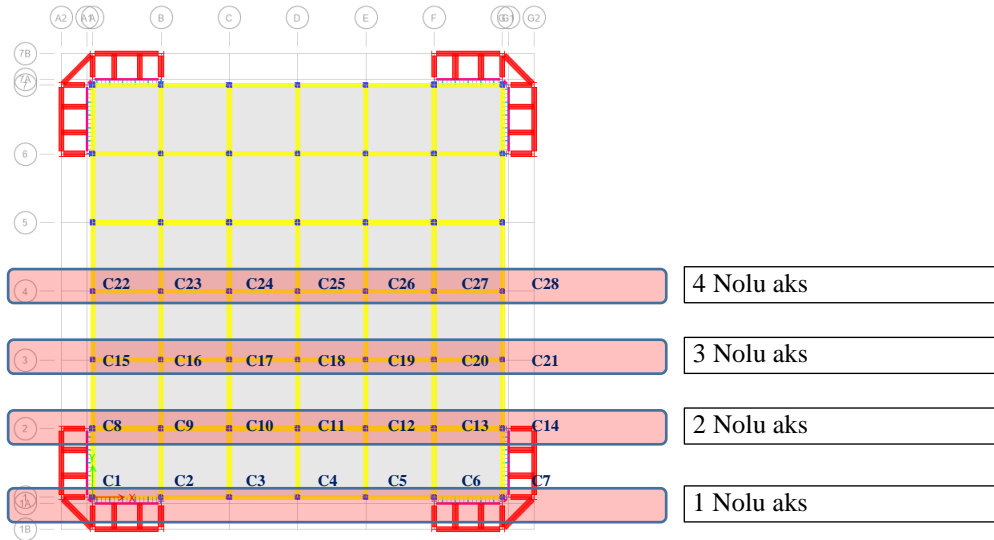 A2 A B C D E F G G1 G2
7B
7A
7
6
5
4 C22 C23 C24 C25 C26 C27 C28 4 Nolu aks
3 C15 C16 C17 C18 C19 C20 C21 3 Nolu aks
2 C8 C9 C10 C11 C12 C13 C14 2 Nolu aks
Y
C1 C2 C3 C4 C5 C6 C7
1 X 1 Nolu aks
1A
1B